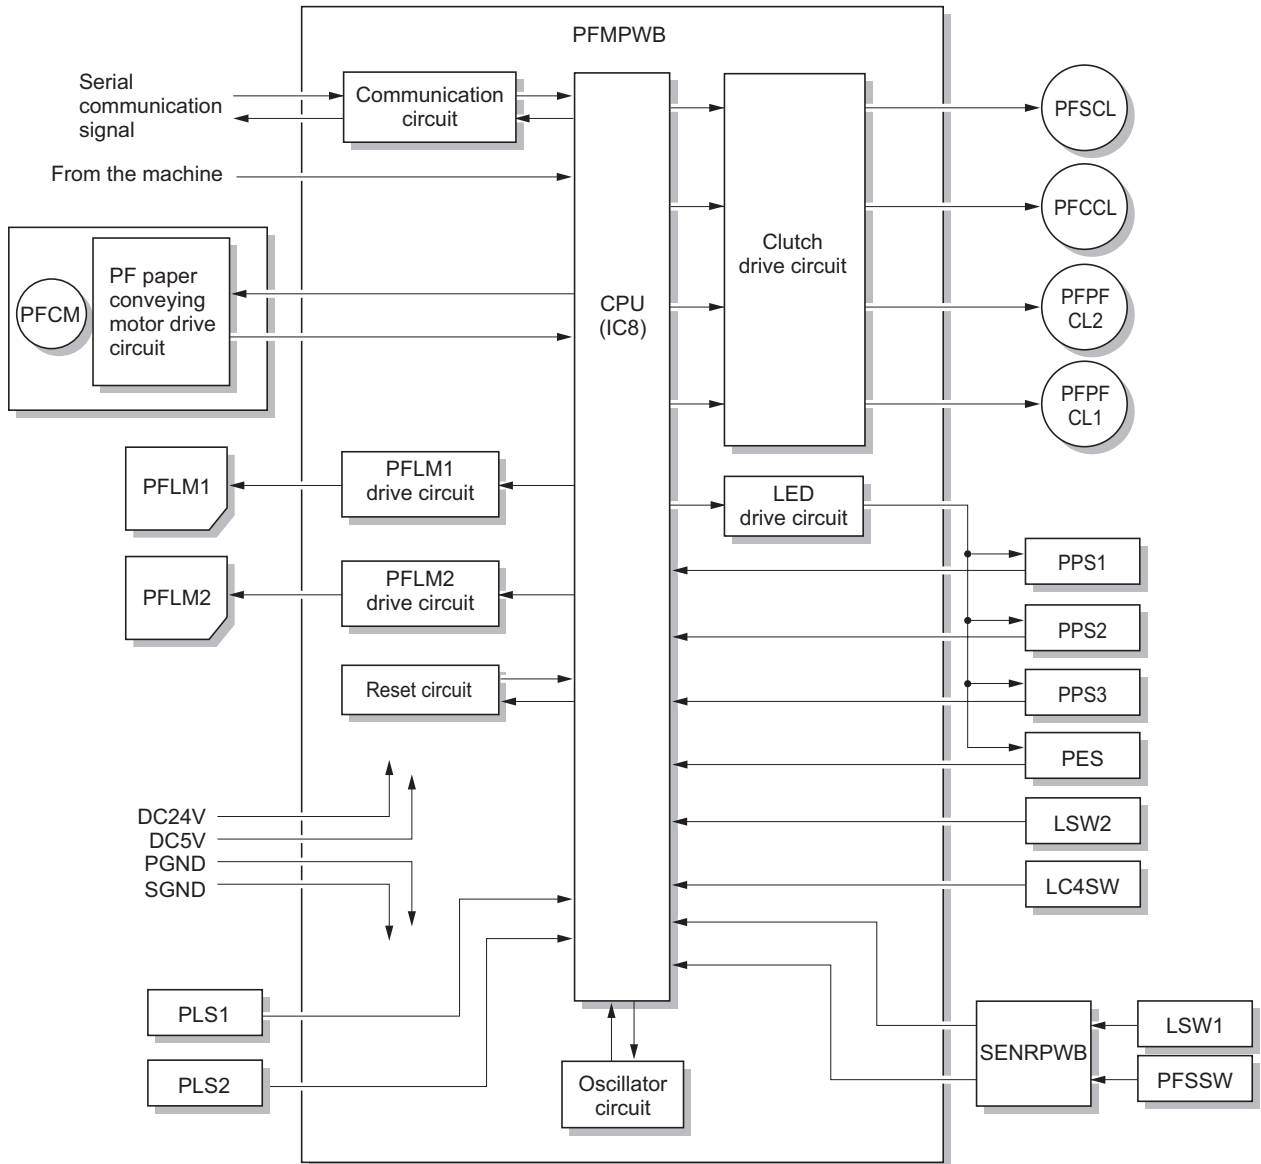 PFMPWB
Serial
communication
signal
Communication
circuit
From the machine
PFCM
PF paper
conveying
motor drive
circuit
CPU
(IC8)
Clutch
drive circuit
PFSCL
PFCCL
PFPF
CL2
PFPF
CL1
PFLM1
PFLM1
drive circuit
LED
drive circuit
PFLM2
PFLM2
drive circuit
Reset circuit
PPS1
PPS2
PPS3
PES
LSW2
LC4SW
DC24V
DC5V
PGND
SGND
PLS1
PLS2
Oscillator
circuit
SENRPWB
LSW1
PFSSW